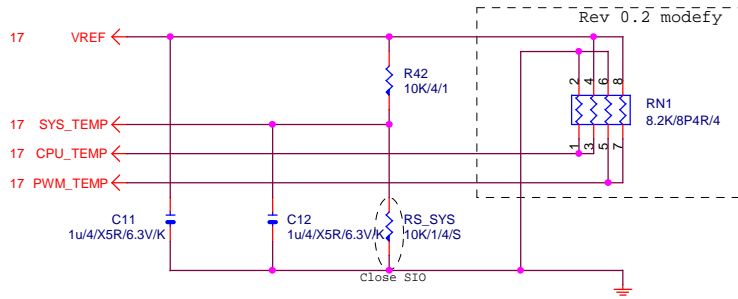 Rev 0.2 modefy
17 VREF
R42
10K/4/1
2 4 6 8
RN1
8.2K/8P4R/4
1 3 5 7
17 SYS_TEMP
17 CPU_TEMP
17 PWM_TEMP
C11
1u/4/X5R/6.3V/K
C12
1u/4/X5R/6.3V/K
RS_SYS
10K/1/4/S
Close SIO